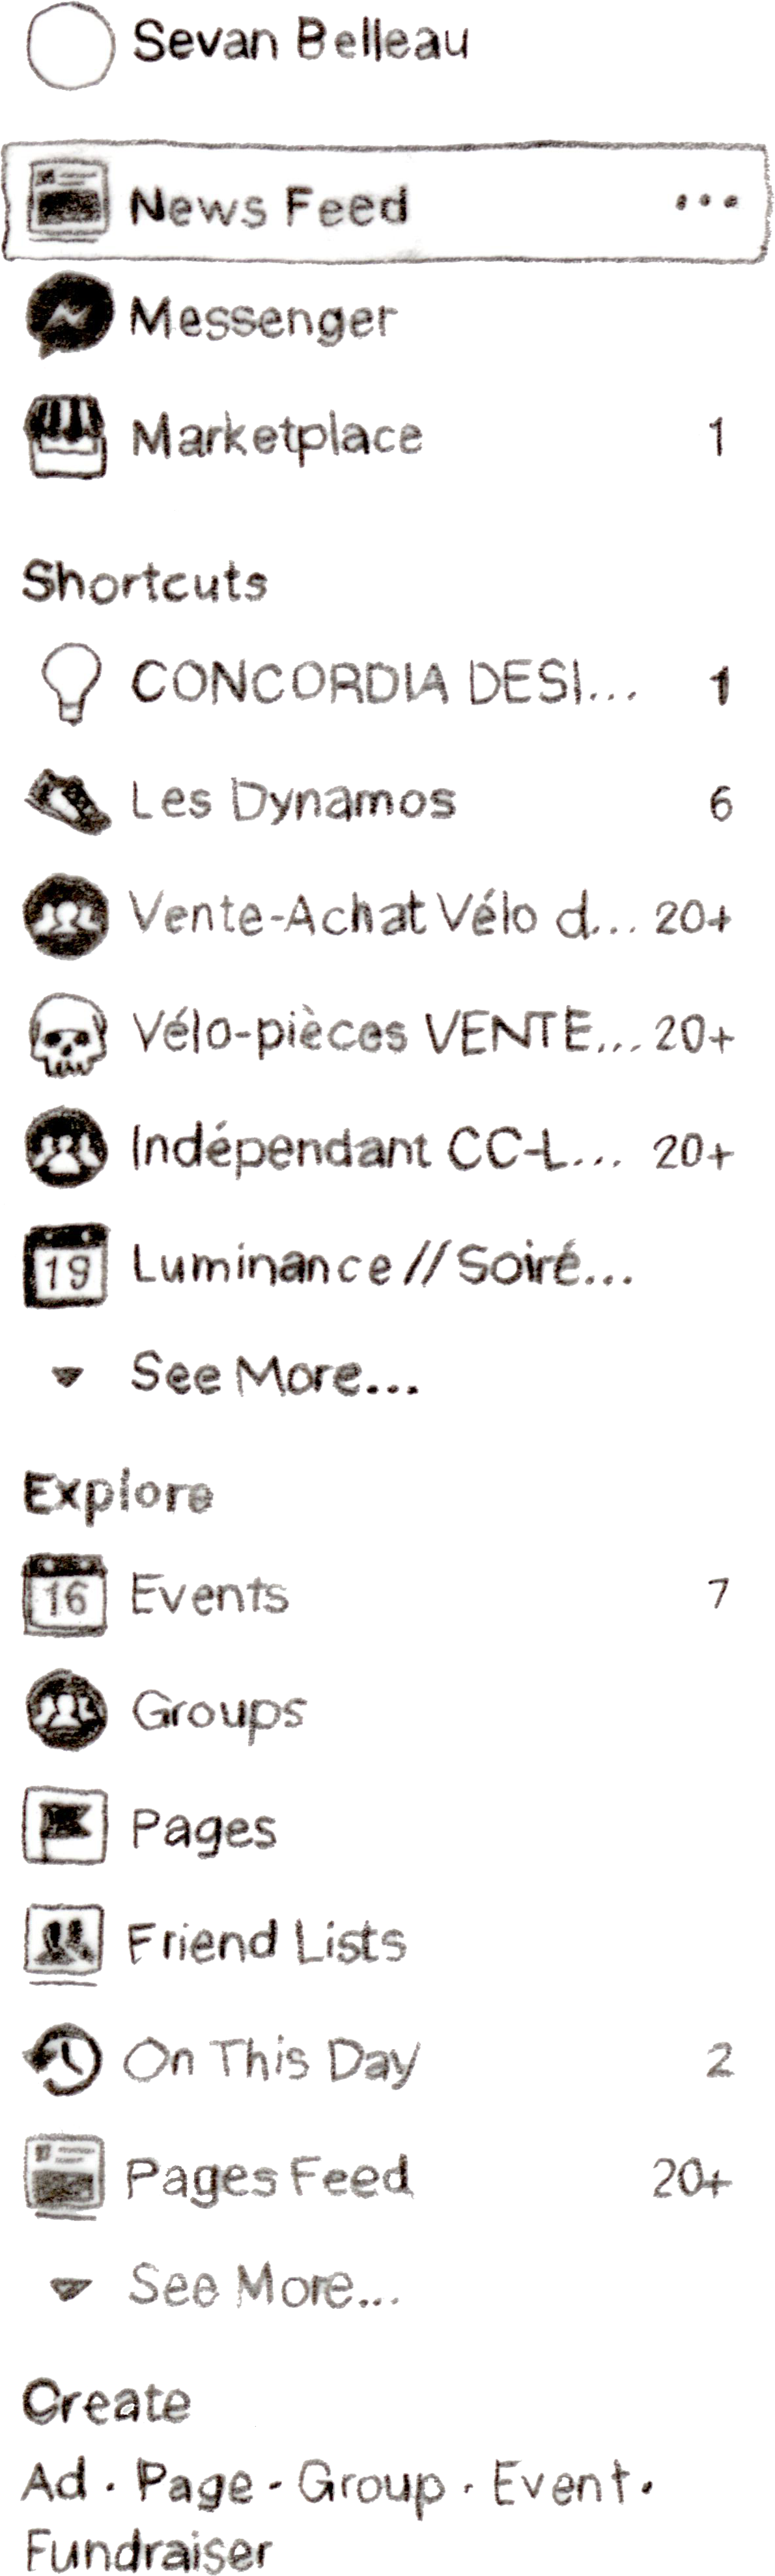 Sevan Belleau
News Feed ...
Messenger
Marketplace 1
Shortcuts
CONCORDIA DESI... 1
Les Dynamos 6
Vente-Achat Vélo d... 20+
Vélo-pièces VENTE... 20+
Indépendant CC-L... 20+
19 Luminance // Soiré...
See More...
Explore
16 Events 7
Groups
Pages
Friend Lists
On This Day 2
Pages Feed 20+
See More...
Create
Ad · Page · Group · Event ·
Fundraiser